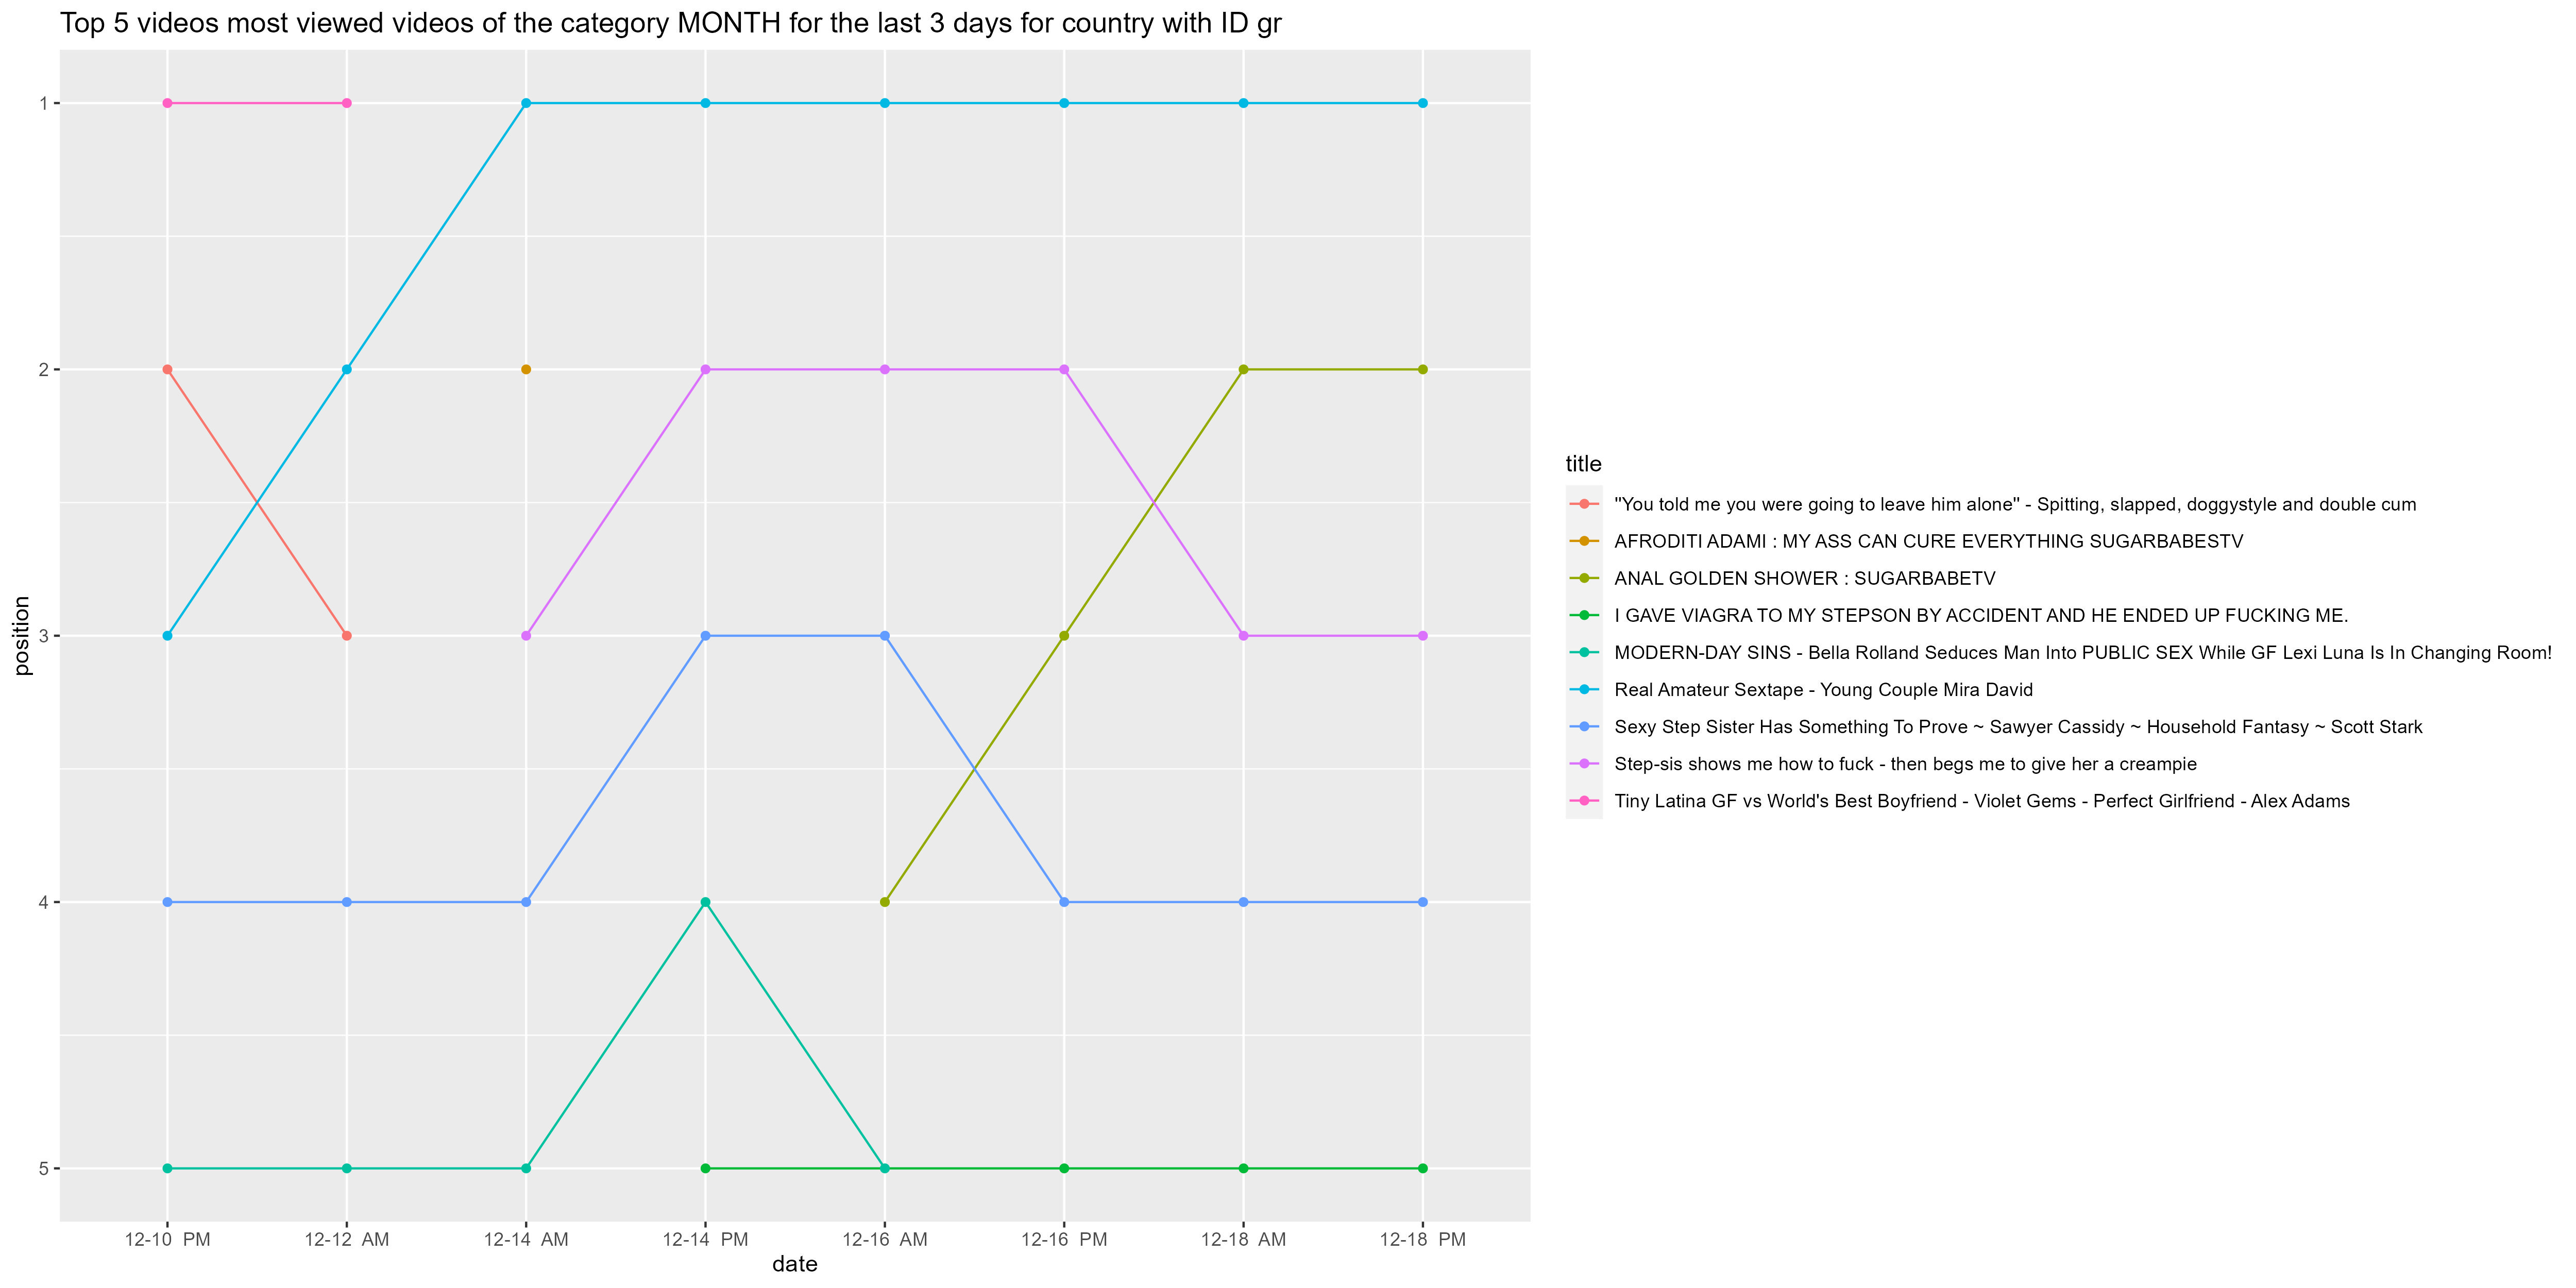 Top 5 videos most viewed videos of the category MONTH for the last 3 days for country with ID gr
position
1
2
3
4
5
12-10 PM
12-12 AM
12-14 AM
12-14 PM
12-16 AM
12-16 PM
12-18 AM
12-18 PM
date
title
"You told me you were going to leave him alone" - Spitting, slapped, doggystyle and double cum
AFRODITI ADAMI : MY ASS CAN CURE EVERYTHING SUGARBABESTV
ANAL GOLDEN SHOWER : SUGARBABETV
I GAVE VIAGRA TO MY STEPSON BY ACCIDENT AND HE ENDED UP FUCKING ME.
MODERN-DAY SINS - Bella Rolland Seduces Man Into PUBLIC SEX While GF Lexi Luna Is In Changing Room!
Real Amateur Sextape - Young Couple Mira David
Sexy Step Sister Has Something To Prove ~ Sawyer Cassidy ~ Household Fantasy ~ Scott Stark
Step-sis shows me how to fuck - then begs me to give her a creampie
Tiny Latina GF vs World's Best Boyfriend - Violet Gems - Perfect Girlfriend - Alex Adams